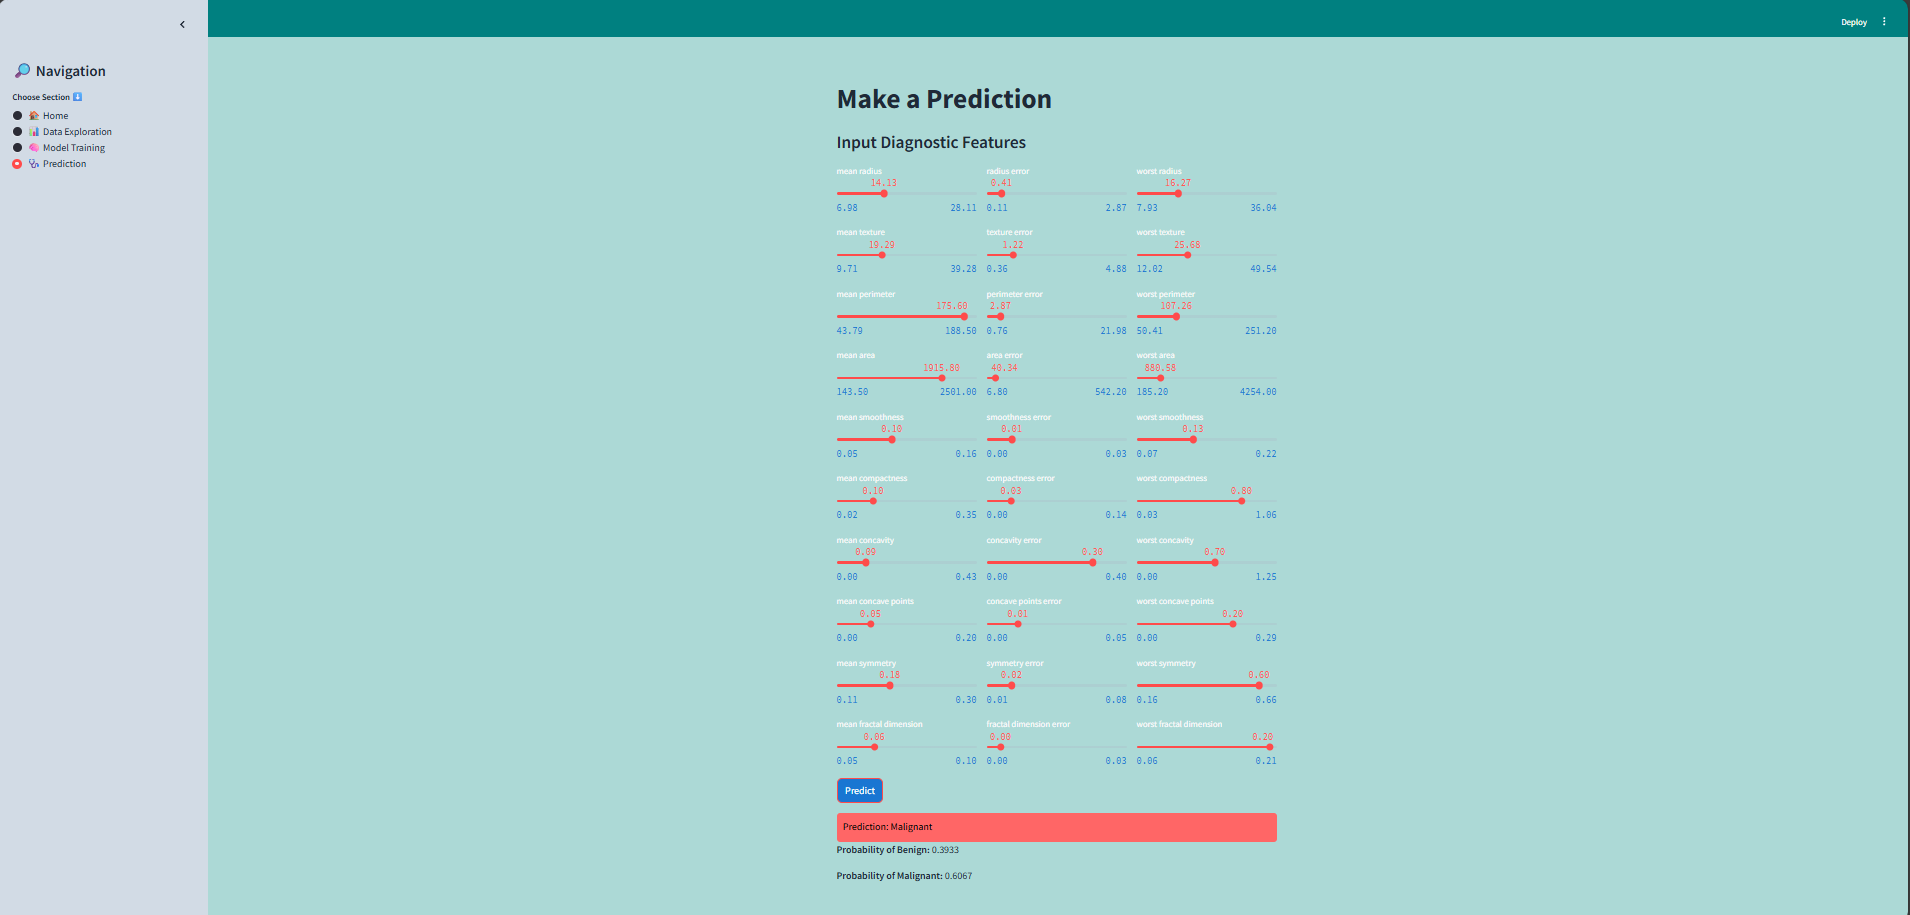 Deploy
Navigation
Choose Section
Home
Data Exploration
Model Training
Prediction
Make a Prediction
Input Diagnostic Features
mean radius radius error worst radius
14.13 0.41 16.27
6.98 28.11 0.11 2.87 7.93 36.04
mean texture texture error worst texture
19.29 1.22 25.68
9.71 39.28 0.36 4.88 12.02 49.54
mean perimeter perimeter error worst perimeter
175.60 2.87 107.26
43.79 188.50 0.76 21.98 50.41 251.20
mean area area error worst area
1915.80 40.34 880.58
143.50 2501.00 6.80 542.20 185.20 4254.00
mean smoothness smoothness error worst smoothness
0.10 0.01 0.13
0.05 0.16 0.00 0.03 0.07 0.22
mean compactness compactness error worst compactness
0.10 0.03 0.80
0.02 0.35 0.00 0.14 0.03 1.06
mean concavity concavity error worst concavity
0.09 0.30 0.70
0.00 0.43 0.00 0.40 0.00 1.25
mean concave points concave points error worst concave points
0.05 0.01 0.20
0.00 0.20 0.00 0.05 0.00 0.29
mean symmetry symmetry error worst symmetry
0.18 0.02 0.60
0.11 0.30 0.01 0.08 0.16 0.66
mean fractal dimension fractal dimension error worst fractal dimension
0.06 0.00 0.20
0.05 0.10 0.00 0.03 0.06 0.21
Predict
Prediction: Malignant
Probability of Benign: 0.3933
Probability of Malignant: 0.6067